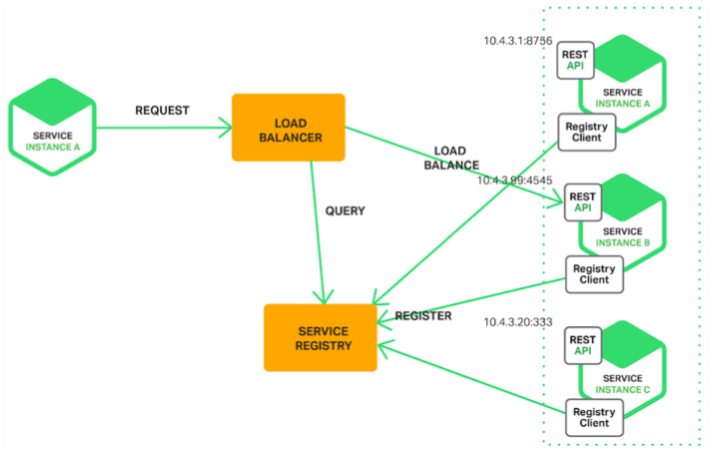 10.4.3.1:8756
REST
API
SERVICE
INSTANCE A
Registry
Client
REQUEST
SERVICE
INSTANCE A
LOAD
BALANCER
LOAD
BALANCE
10.4.3.99:4545
REST
API
SERVICE
INSTANCE B
Registry
Client
QUERY
SERVICE
REGISTRY
REGISTER
10.4.3.20:333
REST
API
SERVICE
INSTANCE C
Registry
Client